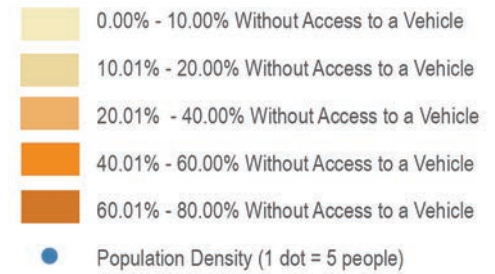 0.00% - 10.00% Without Access to a Vehicle
10.01% - 20.00% Without Access to a Vehicle
20.01% - 40.00% Without Access to a Vehicle
40.01% - 60.00% Without Access to a Vehicle
60.01% - 80.00% Without Access to a Vehicle
Population Density (1 dot = 5 people)